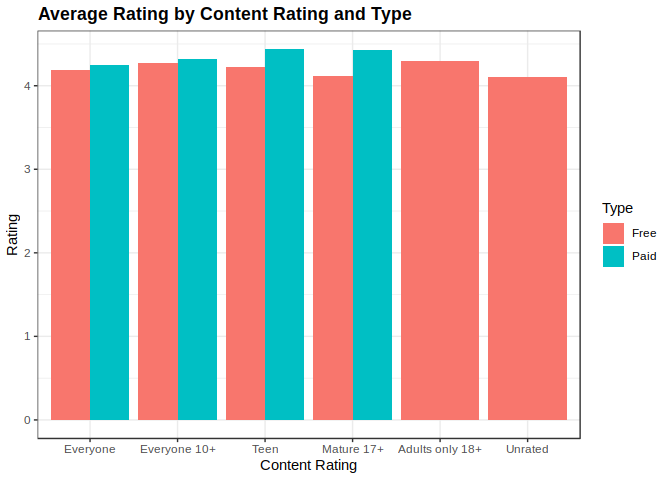 Average Rating by Content Rating and Type
4
3
2
1
0
Rating
Everyone
Everyone 10+
Teen
Mature 17+
Adults only 18+
Unrated
Content Rating
Type
Free
Paid